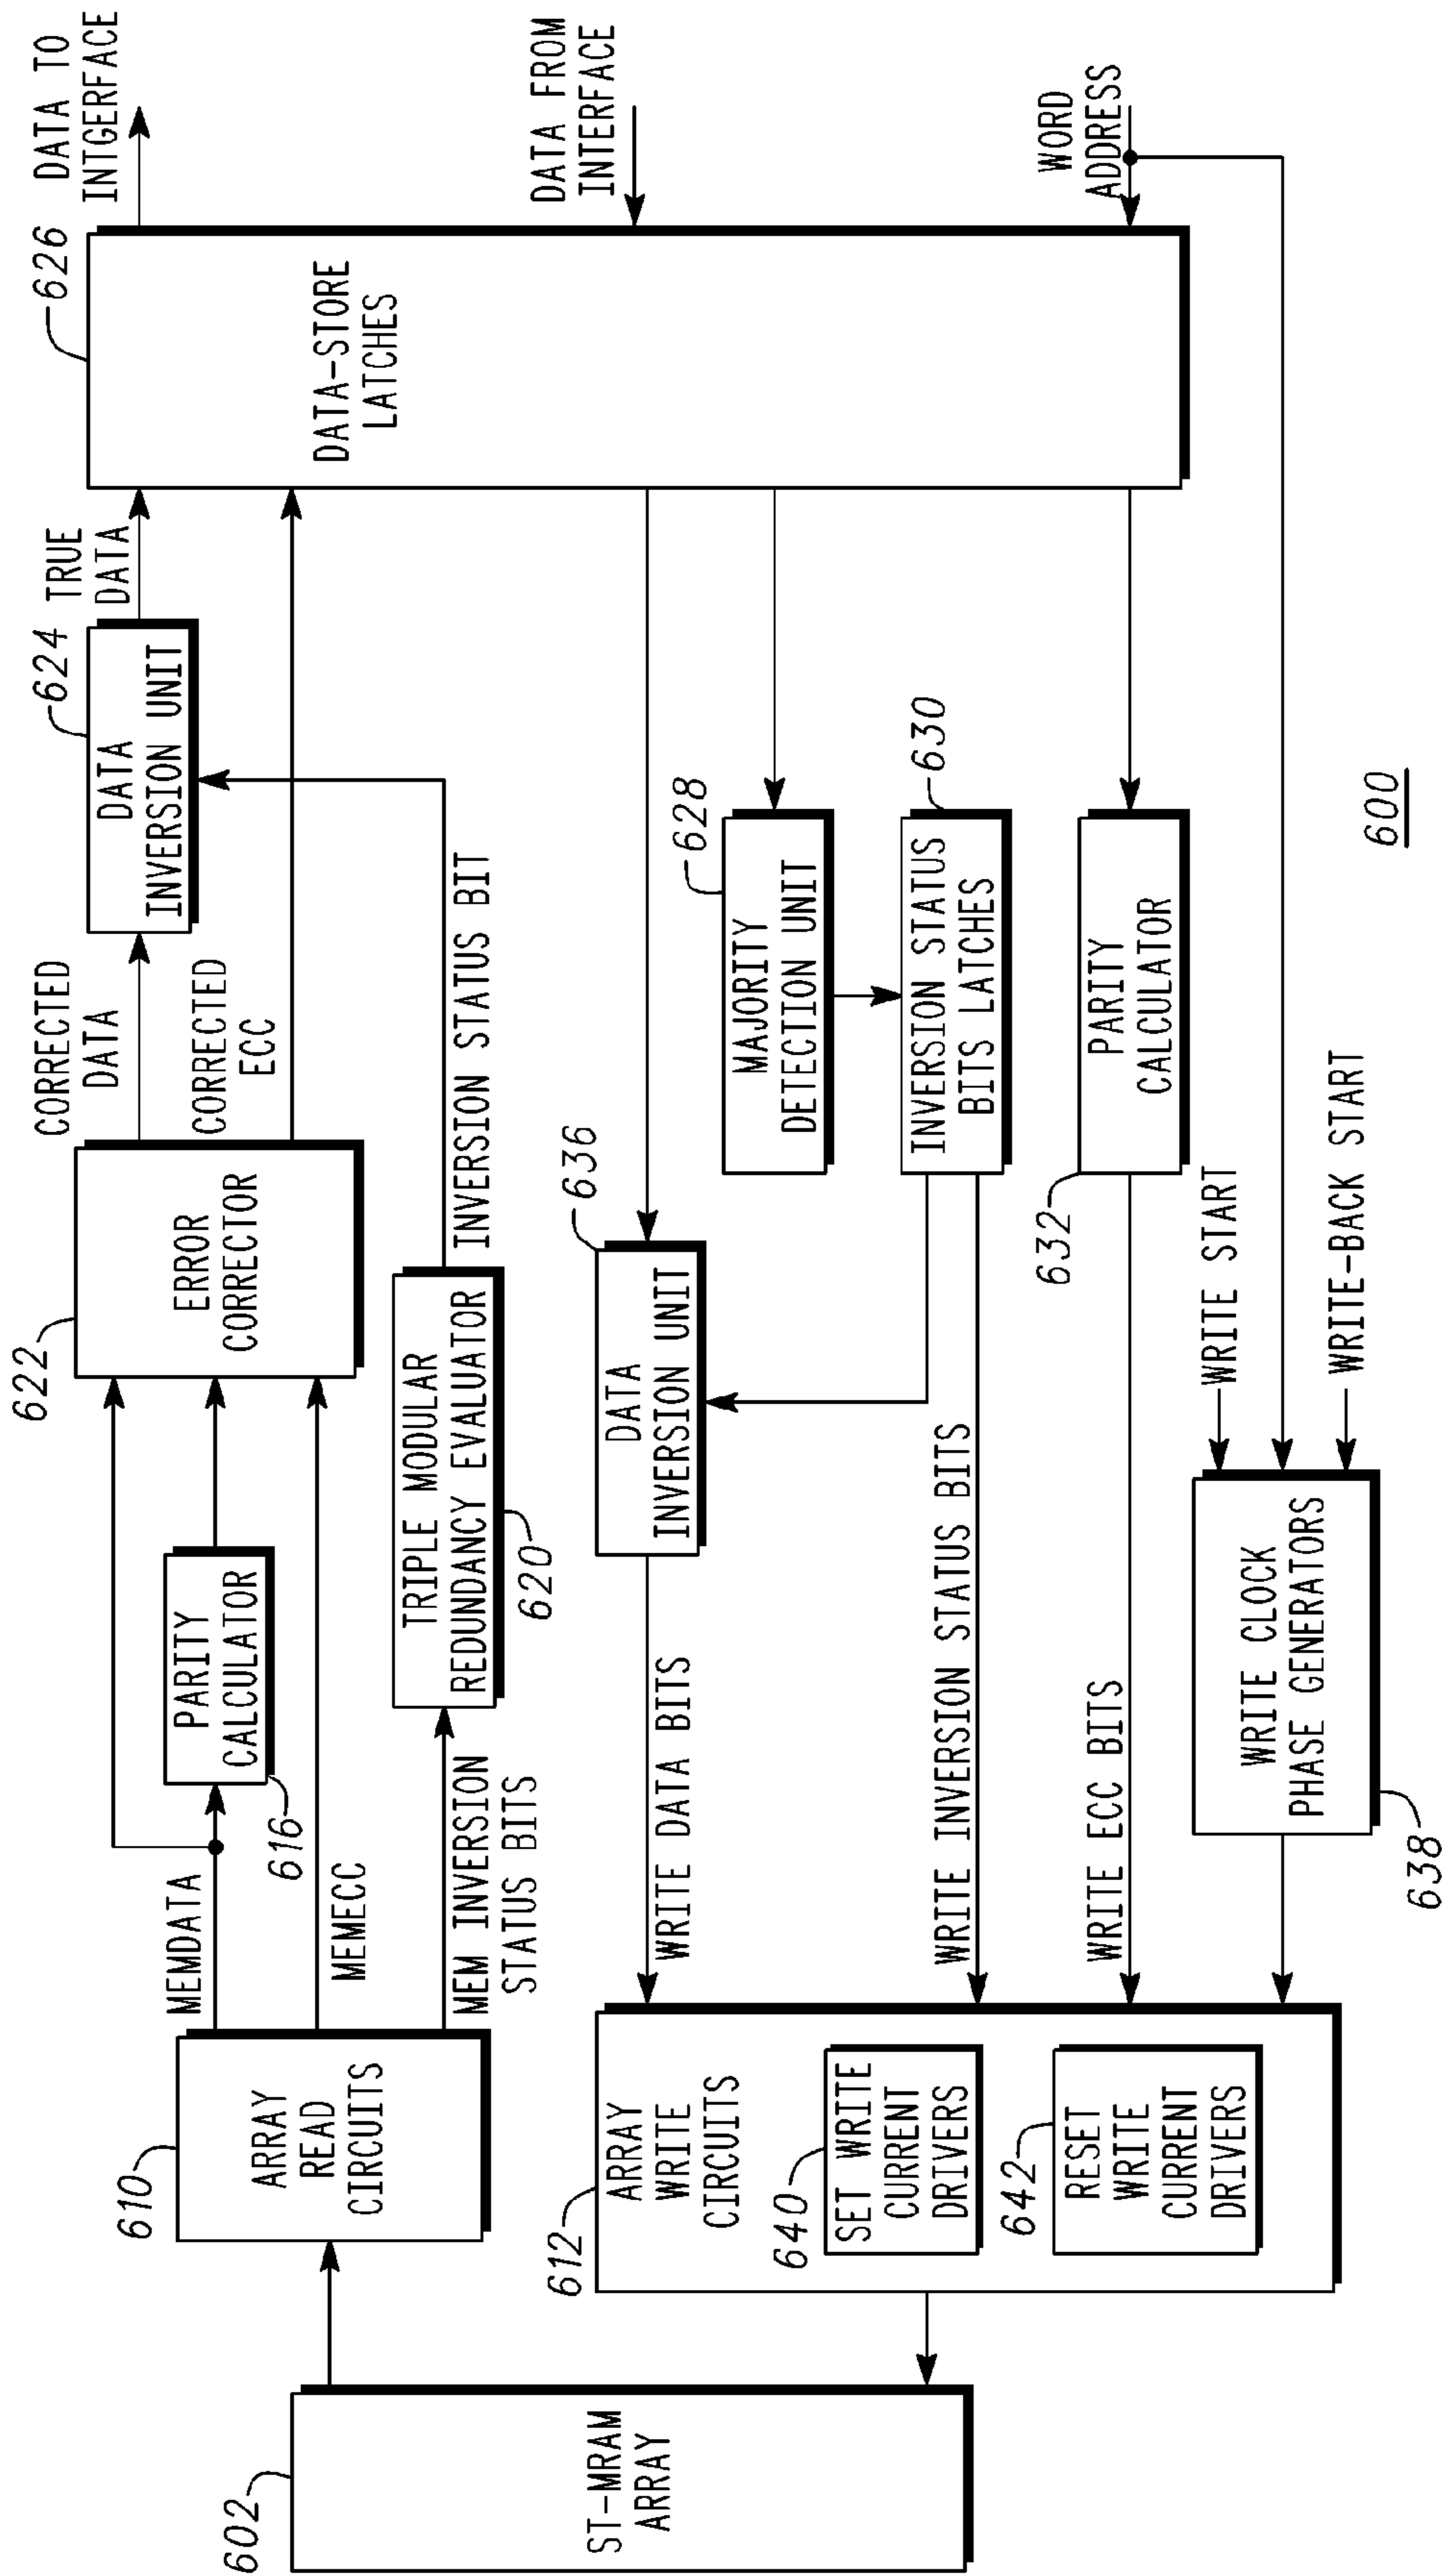 602
ST-MRAM
ARRAY
610
ARRAY
READ
CIRCUITS
MEMDATA
MEMECC
MEM INVERSION
STATUS BITS
616
PARITY
CALCULATOR
TRIPLE MODULAR
REDUNDANCY EVALUATOR
620
622
ERROR
CORRECTOR
CORRECTED
DATA
CORRECTED
ECC
INVERSION STATUS BIT
624
DATA
INVERSION UNIT
TRUE
DATA
626
DATA-STORE
LATCHES
DATA TO
INTGERFACE
DATA FROM
INTERFACE
WORD
ADDRESS
612
ARRAY
WRITE
CIRCUITS
640
SET WRITE
CURRENT
DRIVERS
642
RESET
WRITE
CURRENT
DRIVERS
WRITE DATA BITS
WRITE INVERSION STATUS BITS
WRITE ECC BITS
636
DATA
INVERSION UNIT
628
MAJORITY
DETECTION UNIT
630
INVERSION STATUS
BITS LATCHES
632
PARITY
CALCULATOR
WRITE START
WRITE-BACK START
WRITE CLOCK
PHASE GENERATORS
638
600